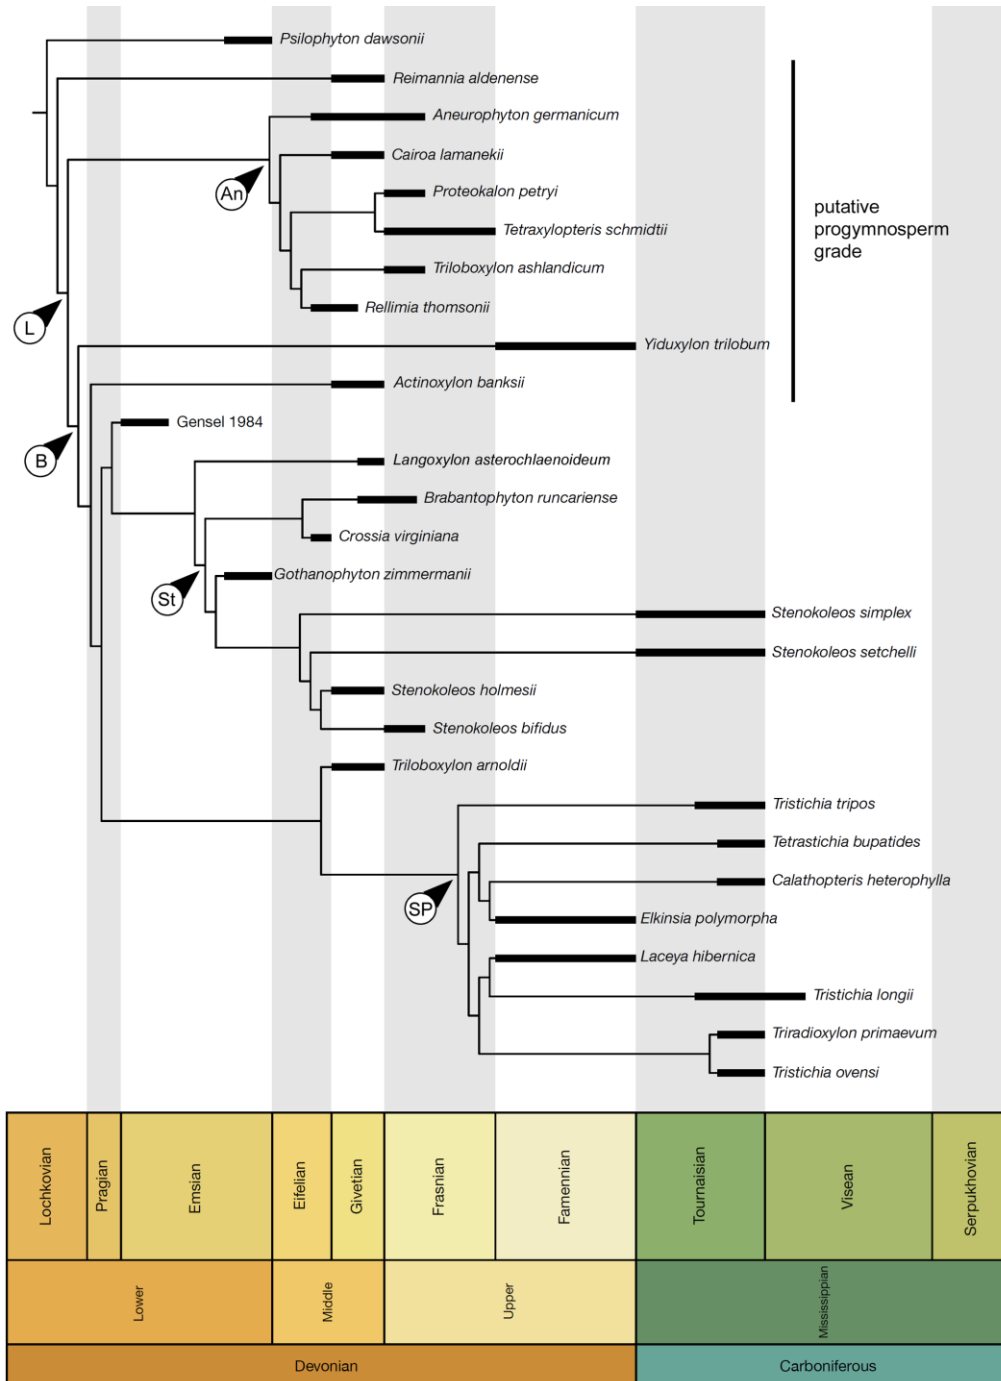 Psilophyton dawsonii
Reimannia aldenense
Aneurophyton germanicum
An
Cairoa lamanekii
Proteokalon petryi
putative
progymnosperm
grade
Tetraxylopteris schmidtii
Triloboxylon ashlandicum
Rellimia thomsonii
L
Yiduxylon trilobum
Actinoxylon banksii
Gensel 1984
B
Langoxylon asterochlaenoideum
Brabantophyton runcariense
Crossia virginiana
Gothanophyton zimmermanii
St
Stenokoleos simplex
Stenokoleos setchelli
Stenokoleos holmesii
Stenokoleos bifidus
Triloboxylon arnoldii
Tristichia tripos
Tetrastichia bupatides
Calathopteris heterophylla
SP
Elkinsia polymorpha
Laceya hibernica
Tristichia longii
Triradioxylon primaevum
Tristichia ovensi
Lochkovian
Pragian
Emsian
Eifelian
Givetian
Frasnian
Famennian
Tournaisian
Visean
Serpukhovian
Lower
Middle
Upper
Mississippian
Devonian
Carboniferous